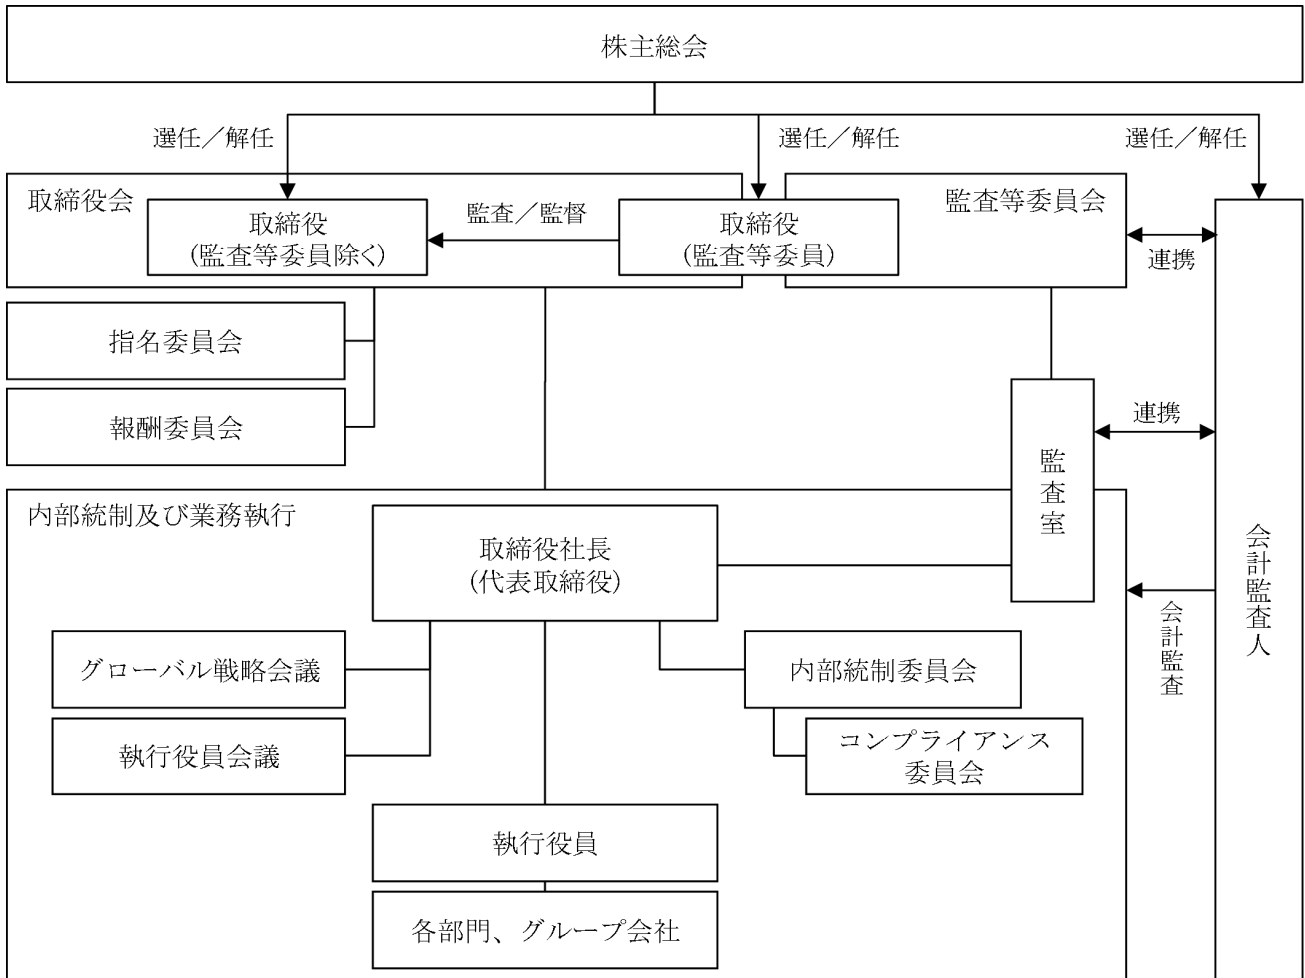 株主総会
選任／解任
選任／解任
選任／解任
取締役会
取締役
(監査等委員除く)
監査／監督
取締役
(監査等委員)
監査等委員会
連携
指名委員会
報酬委員会
連携
監査室
内部統制及び業務執行
取締役社長
(代表取締役)
会計監査人
会計監査
グローバル戦略会議
内部統制委員会
執行役員会議
コンプライアンス
委員会
執行役員
各部門、グループ会社